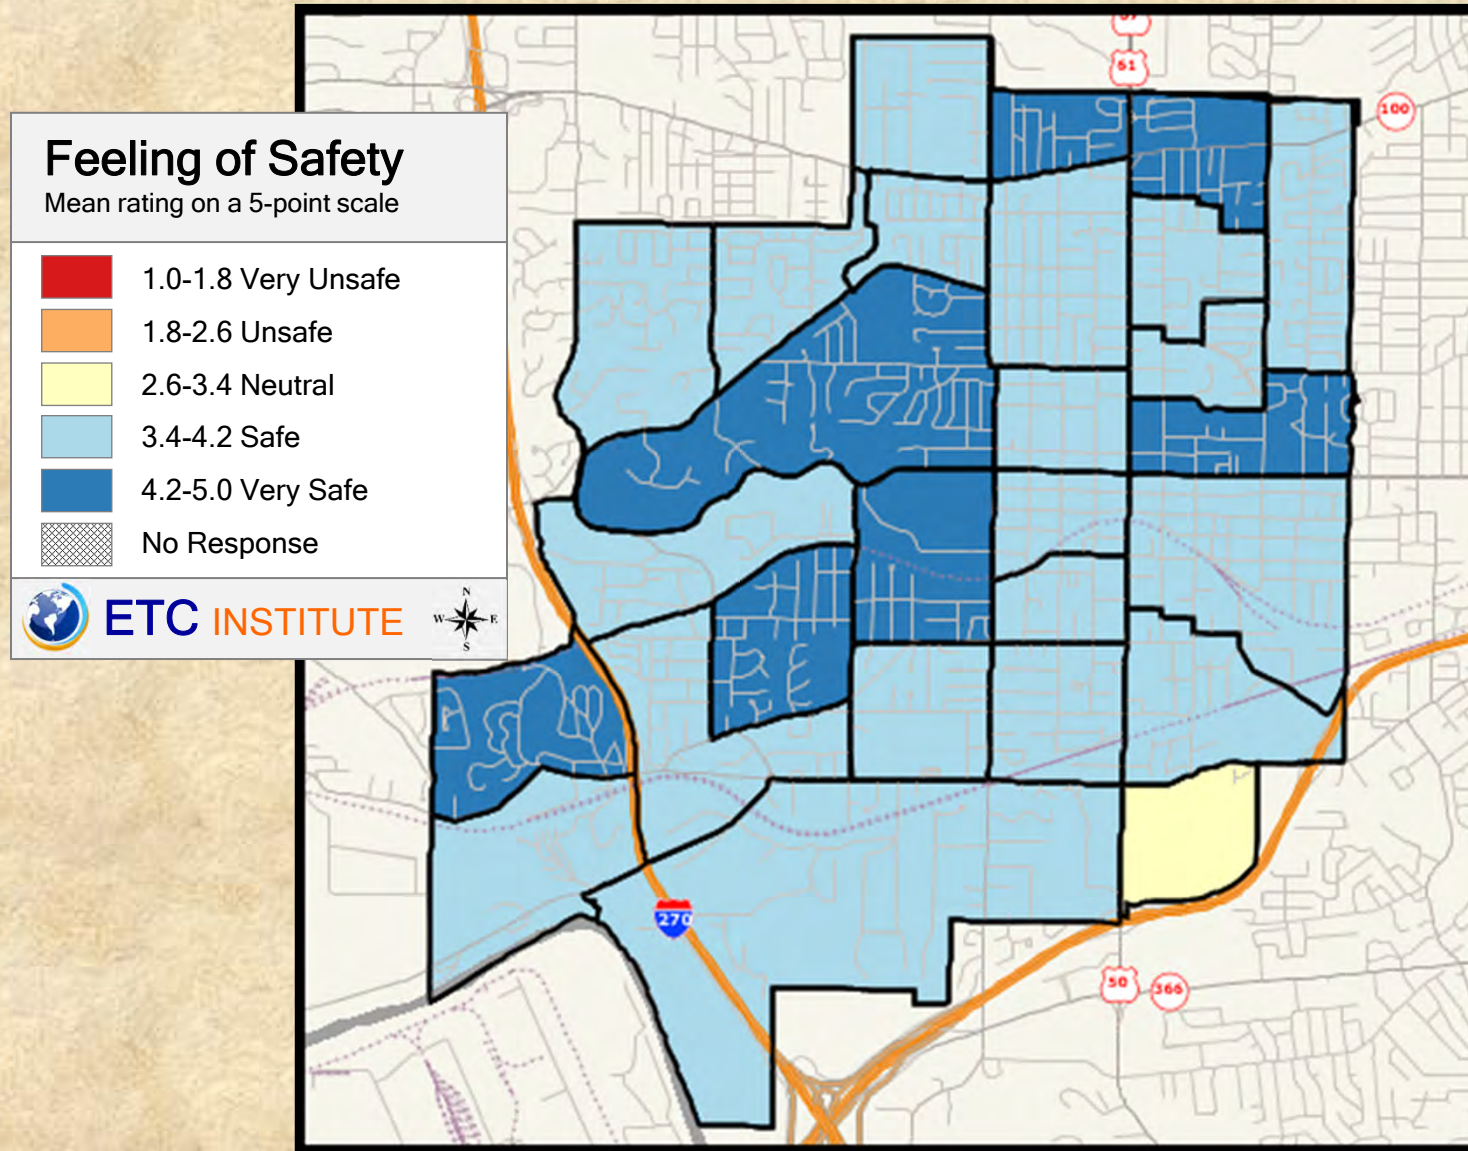 Feeling of Safety
Mean rating on a 5-point scale
1.0-1.8 Very Unsafe
1.8-2.6 Unsafe
2.6-3.4 Neutral
3.4-4.2 Safe
4.2-5.0 Very Safe
No Response
ETC INSTITUTE
N
W E
S
61
100
270
50
366